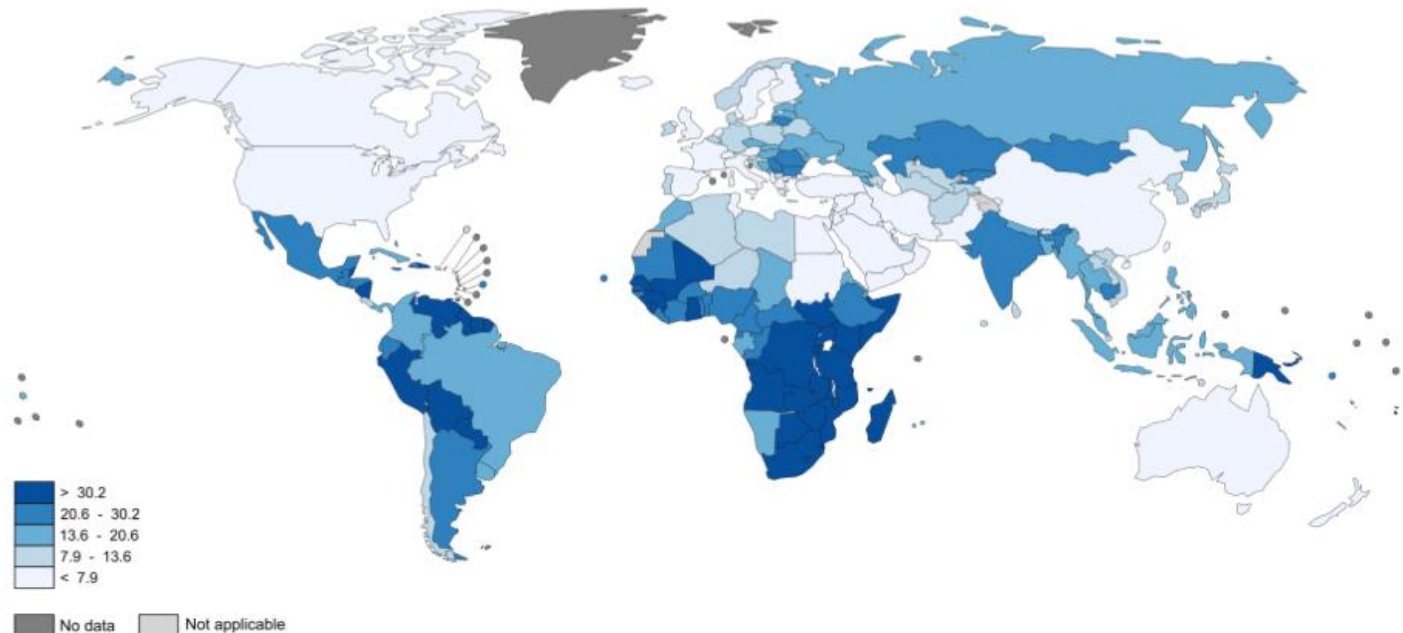 > 30.2
20.6 - 30.2
13.6 - 20.6
7.9 - 13.6
< 7.9
No data
Not applicable